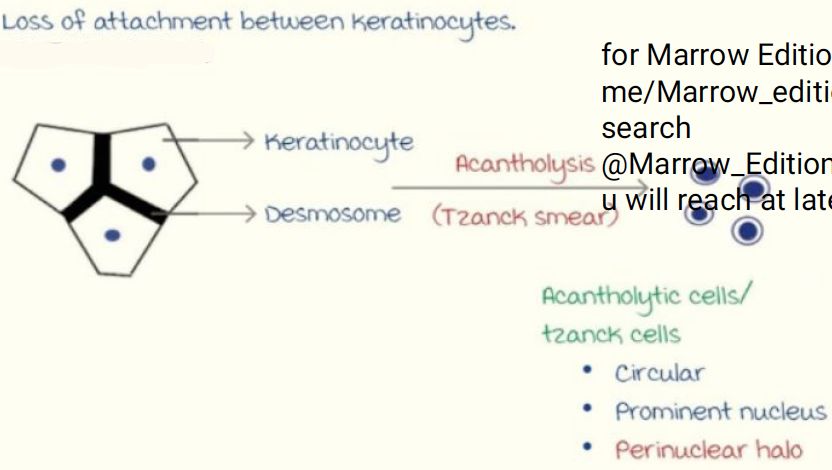 Loss of attachment between Keratinocytes.
for Marrow Editio
me/Marrow_editi
search
@Marrow_Edition
u will reach at late
Keratinocyte
Acantholysis
Desmosome
(Tzanck smear)
Acantholytic cells/
tzanck cells
• Circular
• Prominent nucleus
• Perinuclear halo